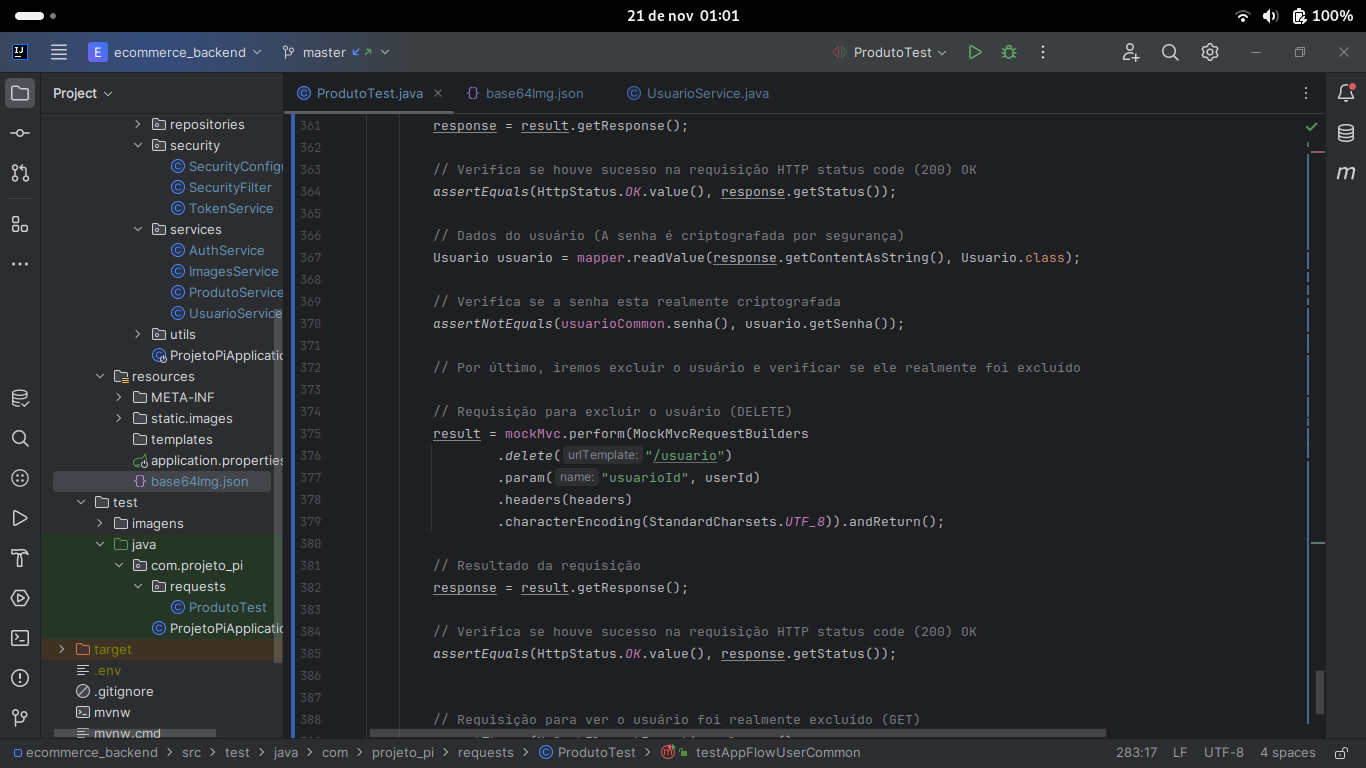 21 de nov 01:01
100%
IJ
E ecommerce_backend
master
ProdutoTest
Project
ProdutoTest.java
base64Img.json
UsuarioService.java
repositories
security
SecurityConfigu
SecurityFilter
TokenService
services
AuthService
ImagesService
ProdutoService
UsuarioService
utils
ProjetoPiApplicatio
resources
META-INF
static.images
templates
application.properties
base64Img.json
test
imagens
java
com.projeto_pi
requests
ProdutoTest
ProjetoPiApplicatio
target
.env
.gitignore
mvnw
mvnw.cmd
361 response = result.getResponse();
362
363 // Verifica se houve sucesso na requisição HTTP status code (200) OK
364 assertEquals(HttpStatus.OK.value(), response.getStatus());
365
366 // Dados do usuário (A senha é criptografada por segurança)
367 Usuario usuario = mapper.readValue(response.getContentAsString(), Usuario.class);
368
369 // Verifica se a senha esta realmente criptografada
370 assertNotEquals(usuarioCommon.senha(), usuario.getSenha());
371
372 // Por último, iremos excluir o usuário e verificar se ele realmente foi excluído
373
374 // Requisição para excluir o usuário (DELETE)
375 result = mockMvc.perform(MockMvcRequestBuilders
376 .delete( urlTemplate: "/usuario")
377 .param( name: "usuarioId", userId)
378 .headers(headers)
379 .characterEncoding(StandardCharsets.UTF_8)).andReturn();
380
381 // Resultado da requisição
382 response = result.getResponse();
383
384 // Verifica se houve sucesso na requisição HTTP status code (200) OK
385 assertEquals(HttpStatus.OK.value(), response.getStatus());
386
387
388 // Requisição para ver o usuário foi realmente excluído (GET)
m
ecommerce_backend > src > test > java > com > projeto_pi > requests > ProdutoTest > testAppFlowUserCommon
283:17 LF UTF-8 4 spaces